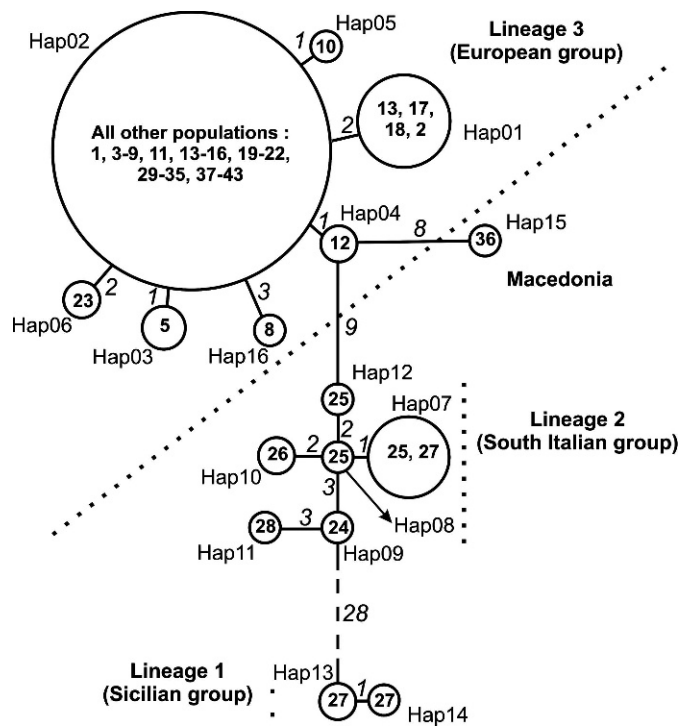 Hap02
Hap05
1
10
Lineage 3
(European group)
All other populations :
1, 3-9, 11, 13-16, 19-22,
29-35, 37-43
2
13, 17,
18, 2
Hap01
Hap04
1
12
8
Hap15
36
Macedonia
2
23
Hap06
1
5
Hap03
3
8
Hap16
9
Hap12
25
Hap07
2
25, 27
Lineage 2
(South Italian group)
26
2
25
1
Hap10
3
Hap08
28
3
24
Hap11
Hap09
28
Lineage 1
(Sicilian group)
Hap13
27
1
27
Hap14